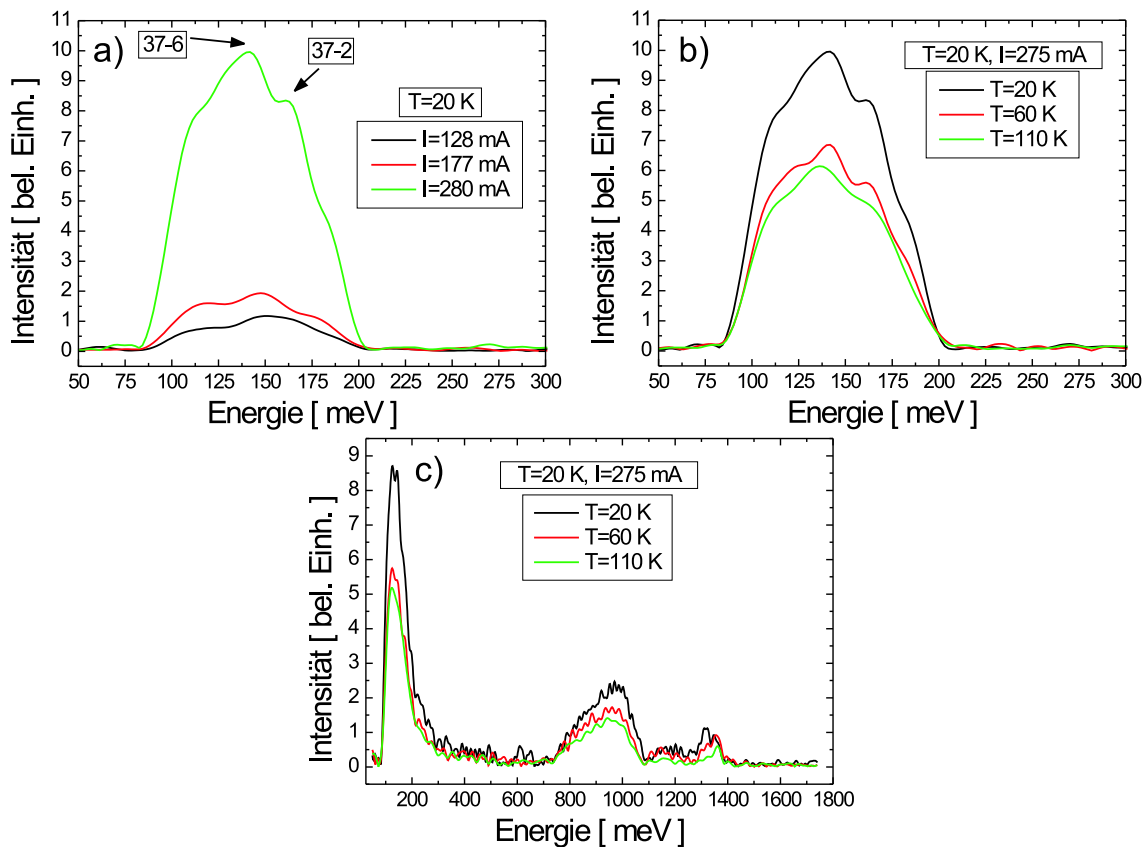 a)
37-6
37-2
T=20 K
I=128 mA
I=177 mA
I=280 mA
Intensität [ bel. Einh. ]
11
10
9
8
7
6
5
4
3
2
1
0
50 75 100 125 150 175 200 225 250 275 300
Energie [ meV ]
b)
T=20 K, I=275 mA
T=20 K
T=60 K
T=110 K
Intensität [ bel. Einh. ]
11
10
9
8
7
6
5
4
3
2
1
0
50 75 100 125 150 175 200 225 250 275 300
Energie [ meV ]
c)
T=20 K, I=275 mA
T=20 K
T=60 K
T=110 K
Intensität [ bel. Einh. ]
9
8
7
6
5
4
3
2
1
0
200 400 600 800 1000 1200 1400 1600 1800
Energie [ meV ]